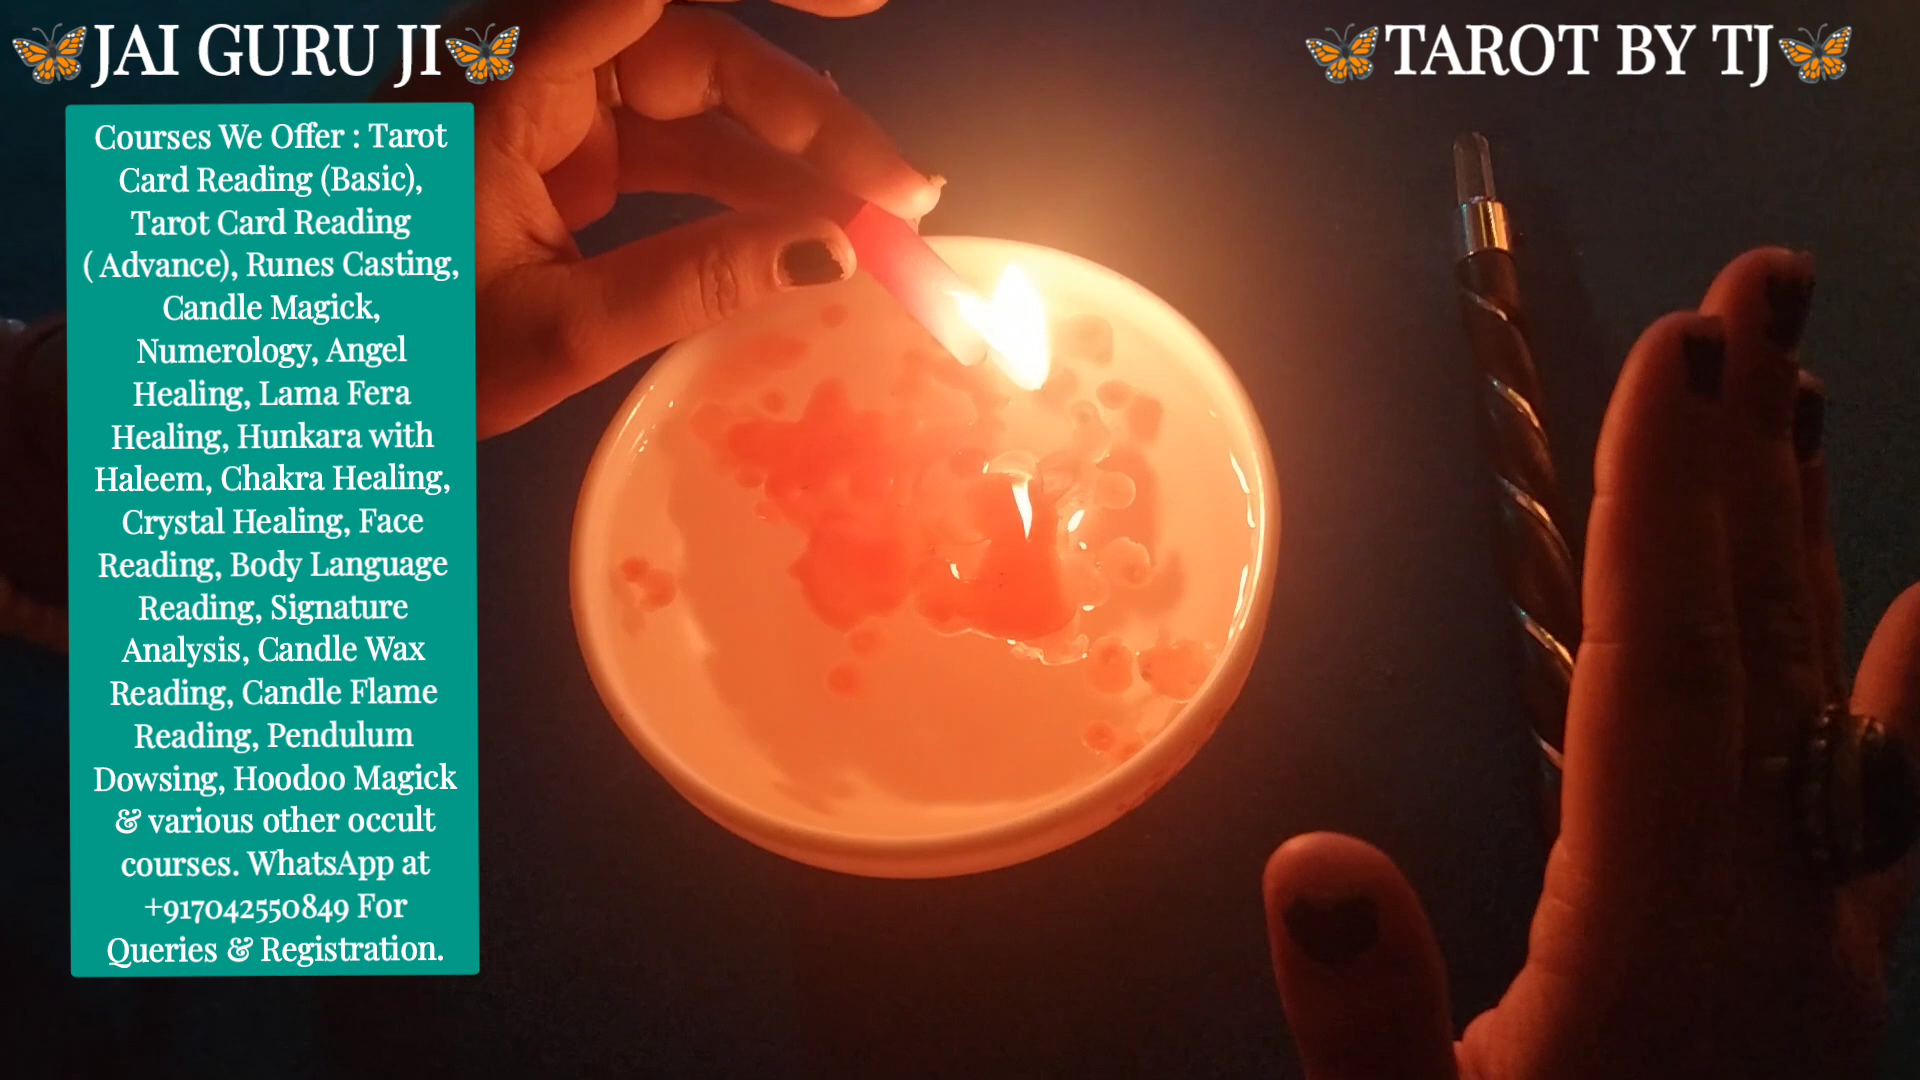 🦋JAI GURU JI🦋
🦋TAROT BY TJ🦋
Courses We Offer : Tarot
Card Reading (Basic),
Tarot Card Reading
( Advance), Runes Casting,
Candle Magick,
Numerology, Angel
Healing, Lama Fera
Healing, Hunkara with
Haleem, Chakra Healing,
Crystal Healing, Face
Reading, Body Language
Reading, Signature
Analysis, Candle Wax
Reading, Candle Flame
Reading, Pendulum
Dowsing, Hoodoo Magick
& various other occult
courses. WhatsApp at
+917042550849 For
Queries & Registration.